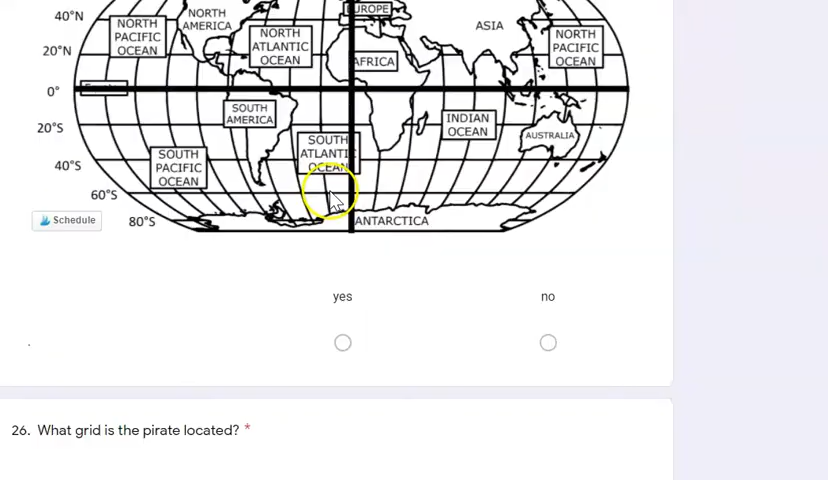 40°N
20°N
0°
20°S
40°S
60°S
80°S
NORTH
PACIFIC
OCEAN
NORTH
AMERICA
NORTH
ATLANTIC
OCEAN
EUROPE
AFRICA
ASIA
NORTH
PACIFIC
OCEAN
SOUTH
AMERICA
INDIAN
OCEAN
AUSTRALIA
SOUTH
ATLANTIC
OCEAN
SOUTH
PACIFIC
OCEAN
ANTARCTICA
Schedule
yes
no
.
26. What grid is the pirate located? *